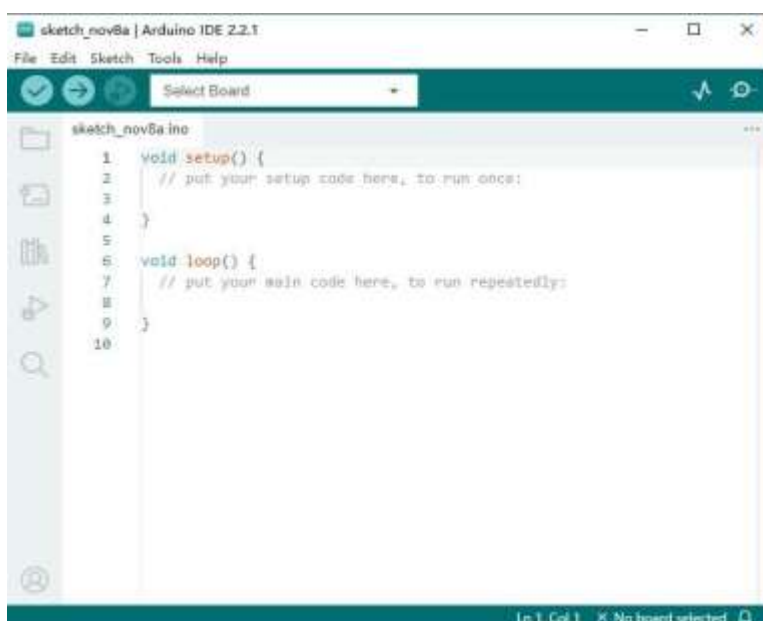 sketch_nov8a | Arduino IDE 2.2.1
File Edit Sketch Tools Help
Select Board
sketch_nov8a.ino
1 void setup() {
2 // put your setup code here, to run once:
3
4 }
5
6 void loop() {
7 // put your main code here, to run repeatedly:
8
9 }
10
Ln 1, Col 1 × No board selected